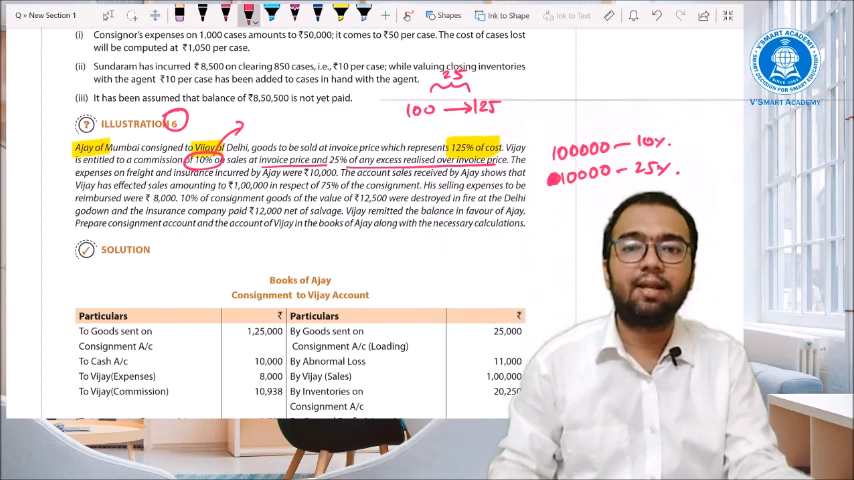 Q » New Section 1
Shapes
Ink to Shape
Ink to Text
(i) Consignor's expenses on 1,000 cases amounts to ₹50,000; it comes to ₹50 per case. The cost of cases lost
will be computed at ₹1,050 per case.
(ii) Sundaram has incurred ₹ 8,500 on clearing 850 cases, i.e., ₹10 per case; while valuing closing inventories
with the agent ₹10 per case has been added to cases in hand with the agent.
25
(iii) It has been assumed that balance of ₹8,50,500 is not yet paid.
100 → 125
V'SMART ACADEMY
SMART DECISION FOR SMART EDUCATION
V'Smart Academy
? ILLUSTRATION 6
Ajay of Mumbai consigned to Vijay of Delhi, goods to be sold at invoice price which represents 125% of cost. Vijay
is entitled to a commission of 10% on sales at invoice price and 25% of any excess realised over invoice price. The
expenses on freight and insurance incurred by Ajay were ₹10,000. The account sales received by Ajay shows that
Vijay has effected sales amounting to ₹1,00,000 in respect of 75% of the consignment. His selling expenses to be
reimbursed were ₹ 8,000. 10% of consignment goods of the value of ₹12,500 were destroyed in fire at the Delhi
godown and the insurance company paid ₹12,000 net of salvage. Vijay remitted the balance in favour of Ajay.
Prepare consignment account and the account of Vijay in the books of Ajay along with the necessary calculations.
100000 – 10%.
10000 – 25%.
SOLUTION
Books of Ajay
Consignment to Vijay Account
Particulars ₹ Particulars ₹
To Goods sent on 1,25,000 By Goods sent on 25,000
Consignment A/c Consignment A/c (Loading)
To Cash A/c 10,000 By Abnormal Loss 11,000
To Vijay(Expenses) 8,000 By Vijay (Sales) 1,00,000
To Vijay(Commission) 10,938 By Inventories on 20,250
Consignment A/c